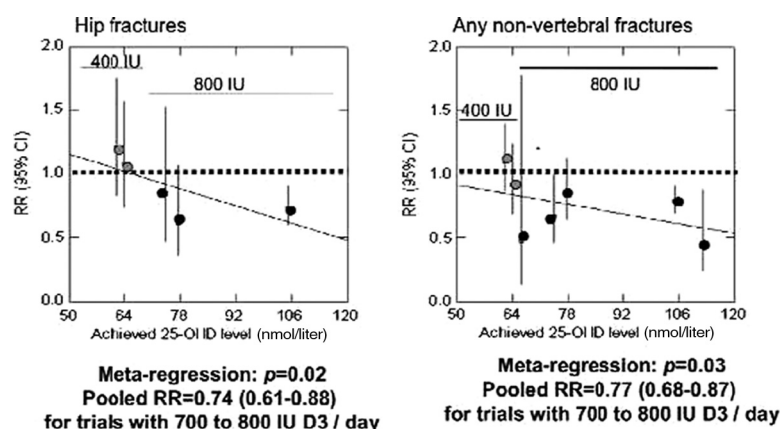 Hip fractures
2.0
400 IU
800 IU
1.5
1.0
0.5
0.0
RR (95% CI)
50 64 78 92 106 120
Achieved 25-OI ID level (nmol/liter)
Meta-regression: p=0.02
Pooled RR=0.74 (0.61-0.88)
for trials with 700 to 800 IU D3 / day
Any non-vertebral fractures
2.0
800 IU
400 IU
1.5
1.0
0.5
0.0
RR (95% CI)
50 64 78 92 106 120
Achieved 25-OI ID level (nmol/liter)
Meta-regression: p=0.03
Pooled RR=0.77 (0.68-0.87)
for trials with 700 to 800 IU D3 / day